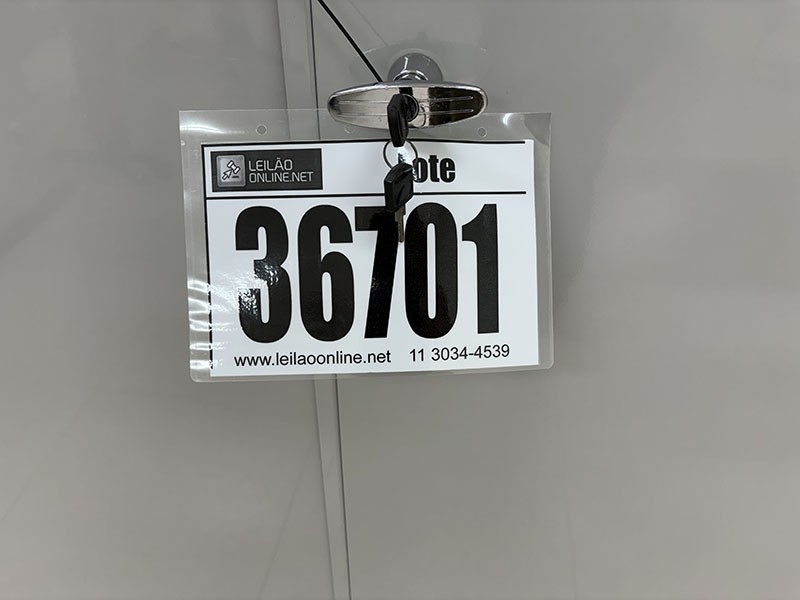 LEILÃO
ONLINE.NET
ote
36701
www.leilaoonline.net 11 3034-4539